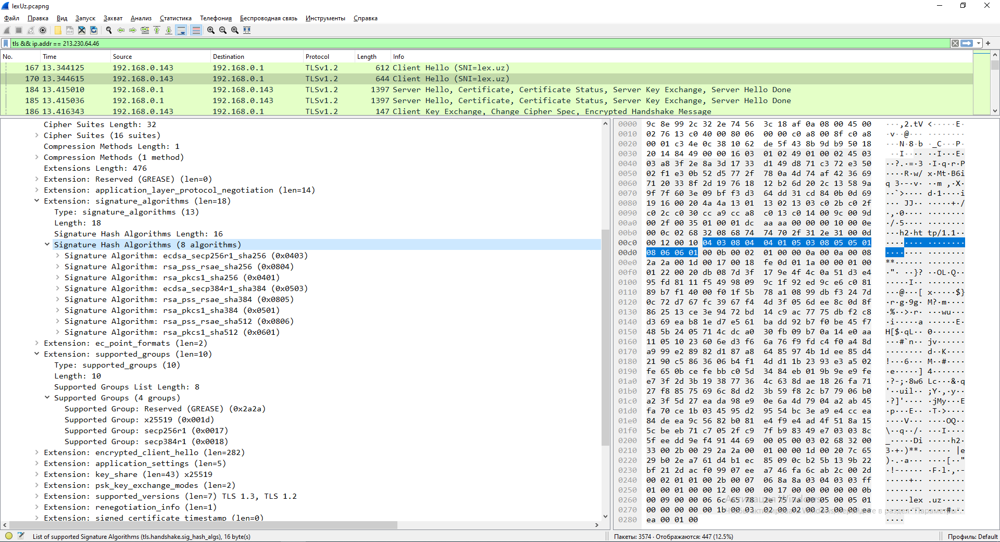 lexUz.pcapng
Файл Правка Вид Запуск Захват Анализ Статистика Телефония Беспроводная связь Инструменты Справка
tls && ip.addr == 213.230.64.46
No. Time Source Destination Protocol Length Info
167 13.344125 192.168.0.143 192.168.0.1 TLSv1.2 612 Client Hello (SNI=lex.uz)
170 13.344615 192.168.0.143 192.168.0.1 TLSv1.2 644 Client Hello (SNI=lex.uz)
184 13.415010 192.168.0.1 192.168.0.143 TLSv1.2 1397 Server Hello, Certificate, Certificate Status, Server Key Exchange, Server Hello Done
185 13.415036 192.168.0.1 192.168.0.143 TLSv1.2 1397 Server Hello, Certificate, Certificate Status, Server Key Exchange, Server Hello Done
186 13.416343 192.168.0.143 192.168.0.1 TLSv1.2 147 Client Key Exchange, Change Cipher Spec, Encrypted Handshake Message
Cipher Suites Length: 32
Cipher Suites (16 suites)
Compression Methods Length: 1
Compression Methods (1 method)
Extensions Length: 476
Extension: Reserved (GREASE) (len=0)
Extension: application_layer_protocol_negotiation (len=14)
Extension: signature_algorithms (len=18)
Type: signature_algorithms (13)
Length: 18
Signature Hash Algorithms Length: 16
Signature Hash Algorithms (8 algorithms)
Signature Algorithm: ecdsa_secp256r1_sha256 (0x0403)
Signature Algorithm: rsa_pss_rsae_sha256 (0x0804)
Signature Algorithm: rsa_pkcs1_sha256 (0x0401)
Signature Algorithm: ecdsa_secp384r1_sha384 (0x0503)
Signature Algorithm: rsa_pss_rsae_sha384 (0x0805)
Signature Algorithm: rsa_pkcs1_sha384 (0x0501)
Signature Algorithm: rsa_pss_rsae_sha512 (0x0806)
Signature Algorithm: rsa_pkcs1_sha512 (0x0601)
Extension: ec_point_formats (len=2)
Extension: supported_groups (len=10)
Type: supported_groups (10)
Length: 10
Supported Groups List Length: 8
Supported Groups (4 groups)
Supported Group: Reserved (GREASE) (0x2a2a)
Supported Group: x25519 (0x001d)
Supported Group: secp256r1 (0x0017)
Supported Group: secp384r1 (0x0018)
Extension: encrypted_client_hello (len=282)
Extension: application_settings (len=5)
Extension: key_share (len=43) x25519
Extension: psk_key_exchange_modes (len=2)
Extension: supported_versions (len=7) TLS 1.3, TLS 1.2
Extension: renegotiation_info (len=1)
Extension: signed_certificate_timestamp (len=0)
0000 9c 8e 99 2c 32 2e 74 56 3c 18 af 0a 08 00 45 00 ···,2.tV <·····E·
0010 02 76 13 c0 40 00 80 06 00 00 c0 a8 00 8f c0 a8 ·v··@··· ········
0020 00 01 c3 4e 0c 38 10 62 de 5f 43 8b 9d b9 50 18 ···N·8·b ·_C···P·
0030 20 14 84 49 00 00 16 03 01 02 49 01 00 02 45 03 ···I···· ··I···E·
0040 03 a8 3f 2e 8a 3d 17 33 d1 49 d8 71 c3 72 e3 50 ··?.·=·3 ·I·q·r·P
0050 02 f1 e3 0b 52 d5 77 2f 78 0a 4d 74 af 42 36 69 ····R·w/ x·Mt·B6i
0060 71 20 33 8f 2d 19 76 18 12 b2 6d 20 2c 13 58 9a q 3·-·v· ··m ,·X·
0070 9f 7f 60 3e 09 bf f3 d3 64 dd 31 cd 84 0b 0d 69 ··`>···· d·1····i
0080 19 16 00 20 4a 4a 13 01 13 02 13 03 c0 2b c0 2f ··· JJ·· ·····+·/
0090 c0 2c c0 30 cc a9 cc a8 c0 13 c0 14 00 9c 00 9d ·,·0···· ········
00a0 00 2f 00 35 01 00 01 dc aa aa 00 00 00 10 00 0e ·/·5···· ········
00b0 00 0c 02 68 32 08 68 74 74 70 2f 31 2e 31 00 0d ···h2·ht tp/1.1··
00c0 00 12 00 10 04 03 08 04 04 01 05 03 08 05 05 01 ········ ········
00d0 08 06 06 01 00 0b 00 02 01 00 00 0a 00 0a 00 08 ········ ········
00e0 2a 2a 00 1d 00 17 00 18 fe 0d 01 1a 00 00 01 00 **······ ········
00f0 01 22 00 20 db 08 7d 3f 17 9e 4f 4c 0a 51 d3 e4 ·"· ··}? ··OL·Q··
0100 95 fd 81 11 f5 49 98 09 9c 1f 92 ed 9c e6 c0 81 ·····I·· ········
0110 89 b7 f1 40 00 f0 1f 5b 78 a1 08 99 db f3 24 7d ···@···[ x·····$}
0120 0c 72 d7 67 fc 39 67 f4 4d 3f 05 6d ee 8c 0d 8f ·r·g·9g· M?·m····
0130 86 25 13 ce 3e 94 72 bd 14 c9 ac 77 75 db f2 c8 ·%··>·r· ···wu···
0140 d3 69 ea b8 1e d7 e5 61 ba dd 92 b7 f0 be 45 f7 ·i·····a ······E·
0150 48 5b 24 05 71 4c dc a0 30 fb 09 b7 0a 14 e0 aa H[$·qL·· 0·······
0160 11 05 10 23 60 6e d3 f6 6a 76 f9 fd c4 f0 a4 8d ···#`n·· jv······
0170 a9 99 e2 89 82 d1 87 a8 64 85 97 4b 1d ee 85 d4 ········ d··K····
0180 21 90 c5 86 36 06 b4 f1 4d d1 1b 23 93 e3 a5 02 !···6··· M··#····
0190 fe 65 0b ce fe bb c0 5d 34 84 eb 01 9b 9e e9 fe ·e·····] 4·······
01a0 e7 3f 2d 3b 19 38 77 36 4c 63 8d ae 18 26 fa 71 ·?-;·8w6 Lc···&·q
01b0 27 f8 85 75 69 6c 8d d2 3b 59 f8 2c b7 79 06 b0 '··uil·· ;Y·,·y··
01c0 a2 3f 5d 27 ea da 98 e9 0e 6a 4d 79 04 a2 ab 45 ·?]'···· ·jMy···E
01d0 fa 70 ce 1b 03 45 95 d2 95 54 bc 3e a9 e4 cc ea ·p···E·· ·T·>····
01e0 84 de ea 9c 56 82 b0 81 e4 f9 e4 ad 4f 51 8a 15 ····V··· ····OQ··
01f0 5c be eb 71 c7 05 2f c9 7f b9 83 49 e7 03 03 8c \··q··/· ···I····
0200 5f ee dd 9e f4 91 44 69 00 05 00 03 02 68 32 00 _·····Di ·····h2·
0210 33 00 2b 00 29 2a 2a 00 01 00 00 1d 00 20 7c 65 3·+·)**· ····· |e
0220 29 b0 2e a7 61 d4 b1 ec 85 09 0c b2 5b 13 9b 22 )·.·a··· ····[··"
0230 bf 21 2d ac f0 99 07 ee a7 46 fa 6c ab 2c 00 2d ·!-····· ·F·l·,·-
0240 00 02 01 01 00 2b 00 07 06 8a 8a 03 04 03 03 ff ·····+·· ········
0250 01 00 01 00 00 12 00 00 00 17 00 00 00 00 00 0b ········ ········
0260 00 09 00 00 06 6c 65 78 2e 75 7a 00 05 00 05 01 ·····lex .uz·····
0270 00 00 00 00 00 1b 00 03 02 00 02 00 23 00 00 ea ········ ····#···
0280 ea 00 01 00 ····
Активация Windows
Чтобы активировать Windows, перейдите в раздел "Параметры".
List of supported Signature Algorithms (tls.handshake.sig_hash_algs), 16 byte(s)
Пакеты: 3574 · Отображаются: 447 (12.5%)
Профиль: Default